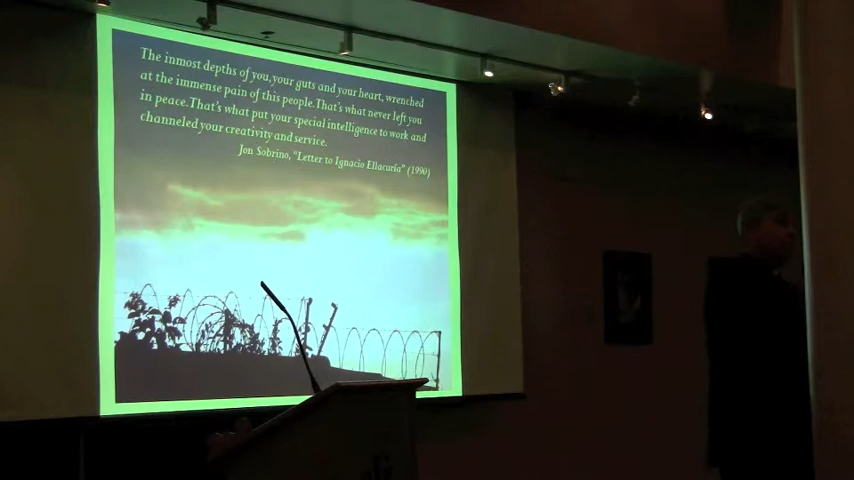 The inmost depths of you, your guts and your heart, wrenched
at the immense pain of this people. That's what never left you
in peace. That's what put your special intelligence to work and
channeled your creativity and service.
Jon Sobrino, "Letter to Ignacio Ellacuría" (1990)